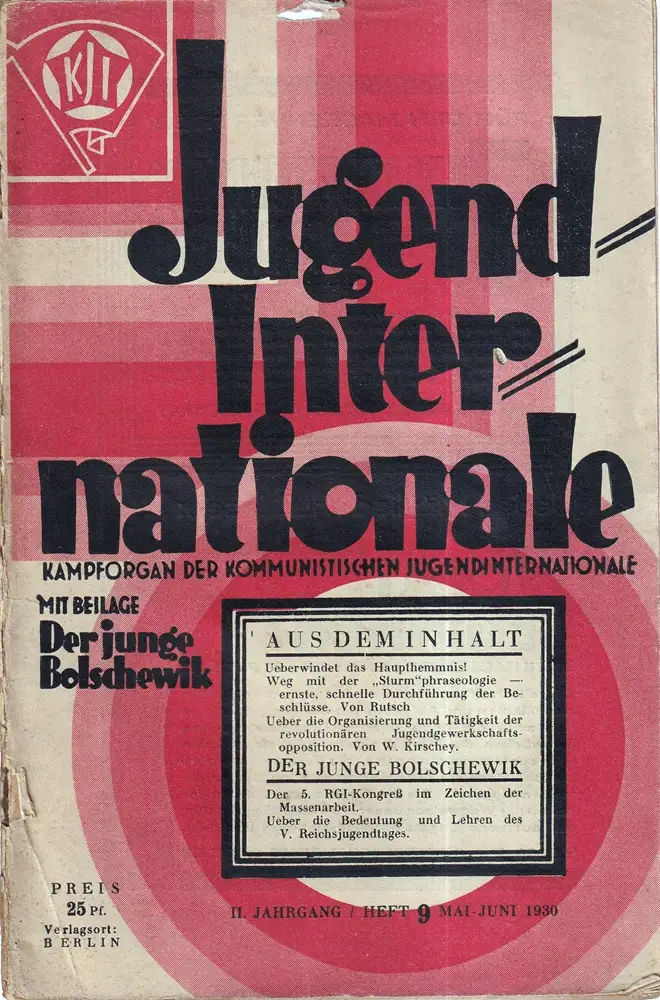 KJI
Jugend-
Inter-
nationale
KAMPFORGAN DER KOMMUNISTISCHEN JUGENDINTERNATIONALE
MIT BEILAGE
Der junge
Bolschewik
AUS DEM INHALT
Ueberwindet das Haupthemmnis!
Weg mit der „Sturm“phraseologie —
ernste, schnelle Durchführung der Be-
schlüsse. Von Rutsch
Ueber die Organisierung und Tätigkeit der
revolutionären Jugendgewerkschafts-
opposition. Von W. Kirschey.
DER JUNGE BOLSCHEWIK
Der 5. RGI-Kongreß im Zeichen der
Massenarbeit.
Ueber die Bedeutung und Lehren des
V. Reichsjugendtages.
PREIS
25 Pf.
Verlagsort:
BERLIN
II. JAHRGANG / HEFT 9 MAI-JUNI 1930